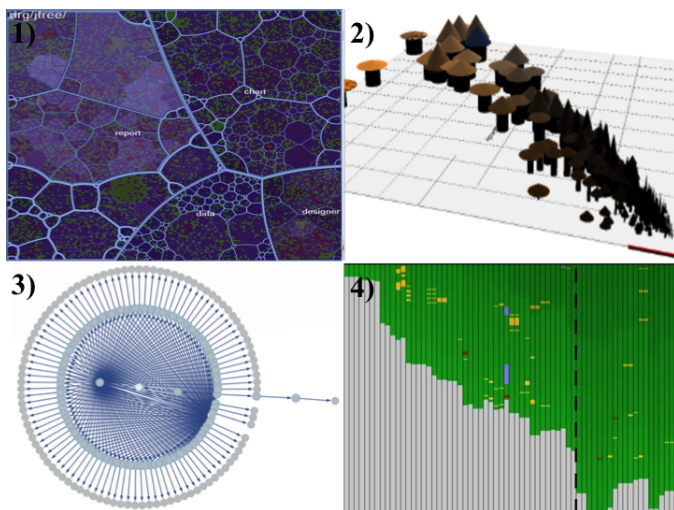 org/jfree/
1)
chart
report
data
designer
2)
3)
4)